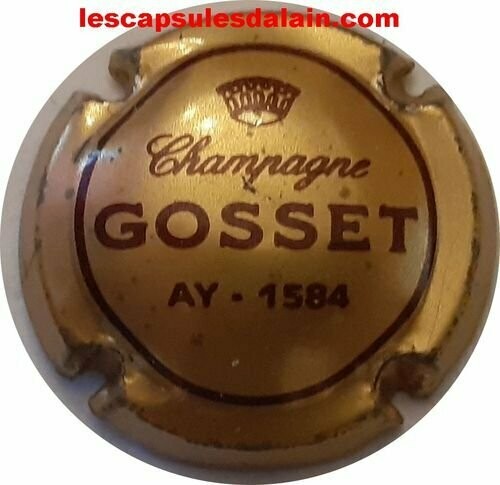 lescapsulesdalain.com
Champagne
GOSSET
AY - 1584